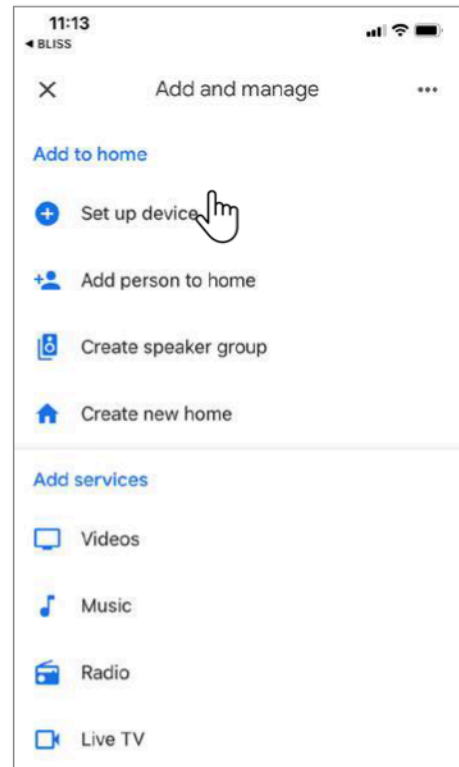 11:13
◀ BLISS
Add and manage
Add to home
Set up device
Add person to home
Create speaker group
Create new home
Add services
Videos
Music
Radio
Live TV